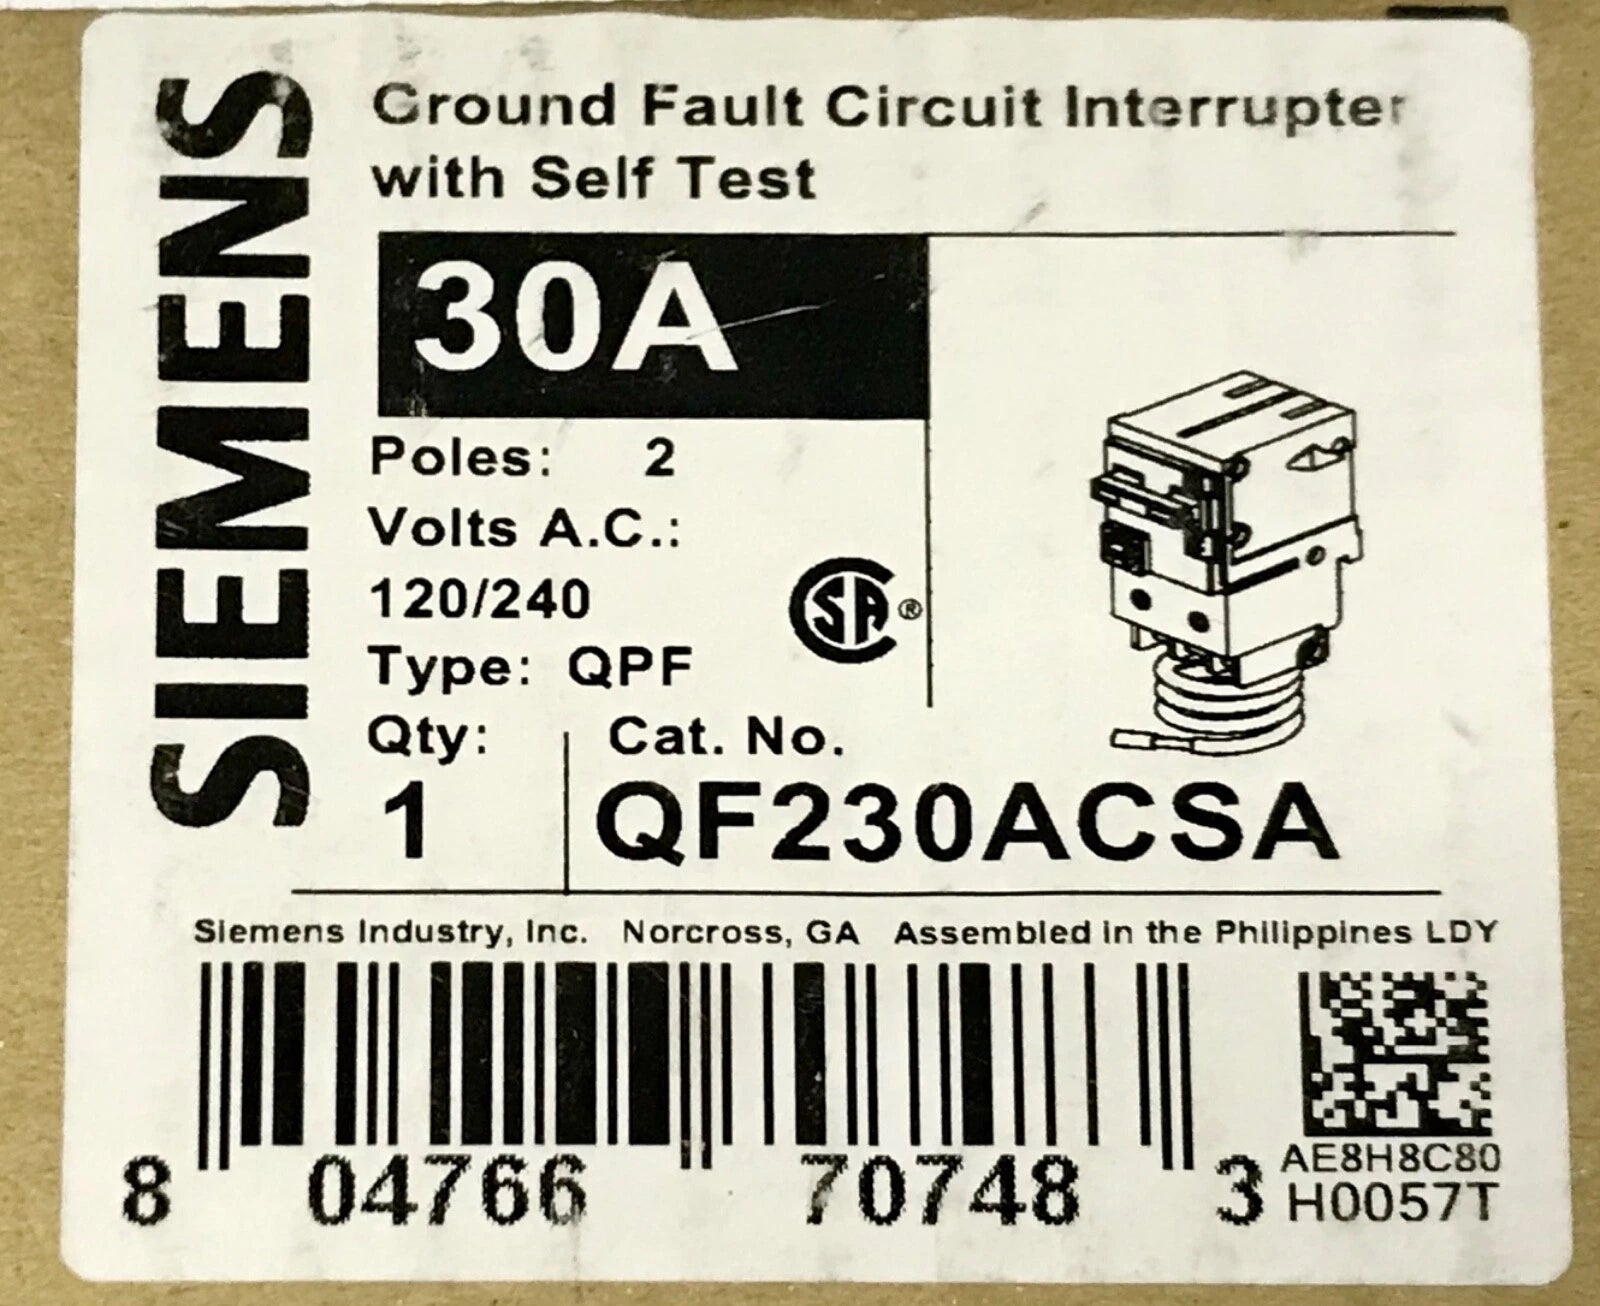 SIEMENS
Ground Fault Circuit Interrupter
with Self Test
30A
Poles: 2
Volts A.C.:
120/240
Type: QPF
CSA®
Qty:
1
Cat. No.
QF230ACSA
Siemens Industry, Inc. Norcross, GA Assembled in the Philippines LDY
8 04766 70748 3
AE8H8C80
H0057T